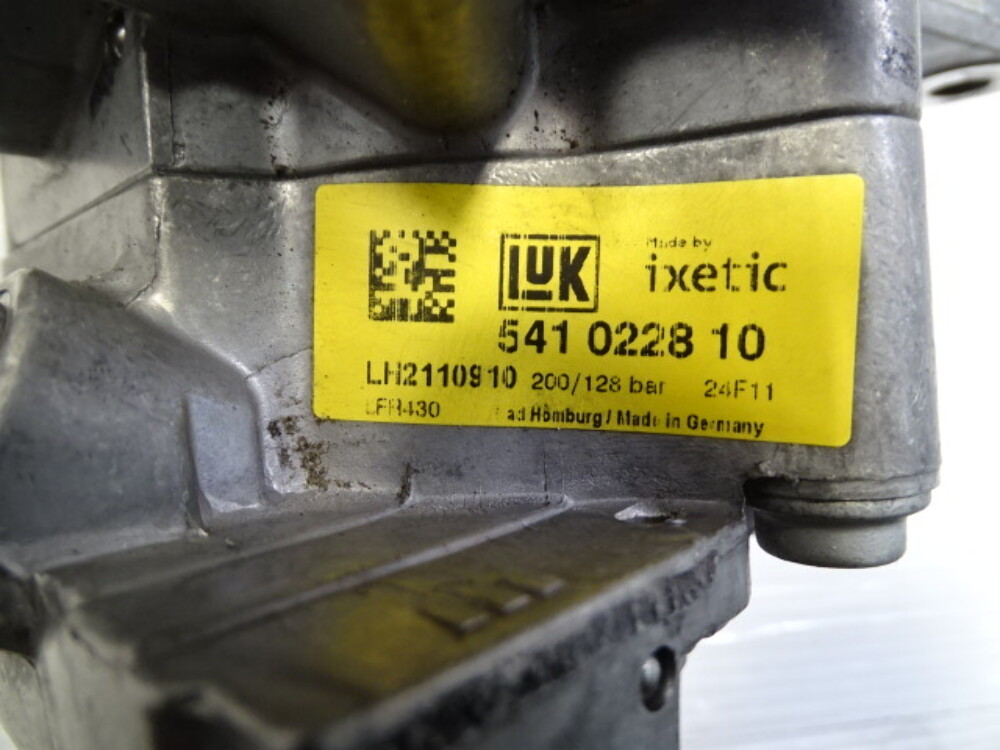 LUK
Made by
ixetic
541 0228 10
LH2110910 200/128 bar 24F11
LFR430 ad Homburg / Made in Germany